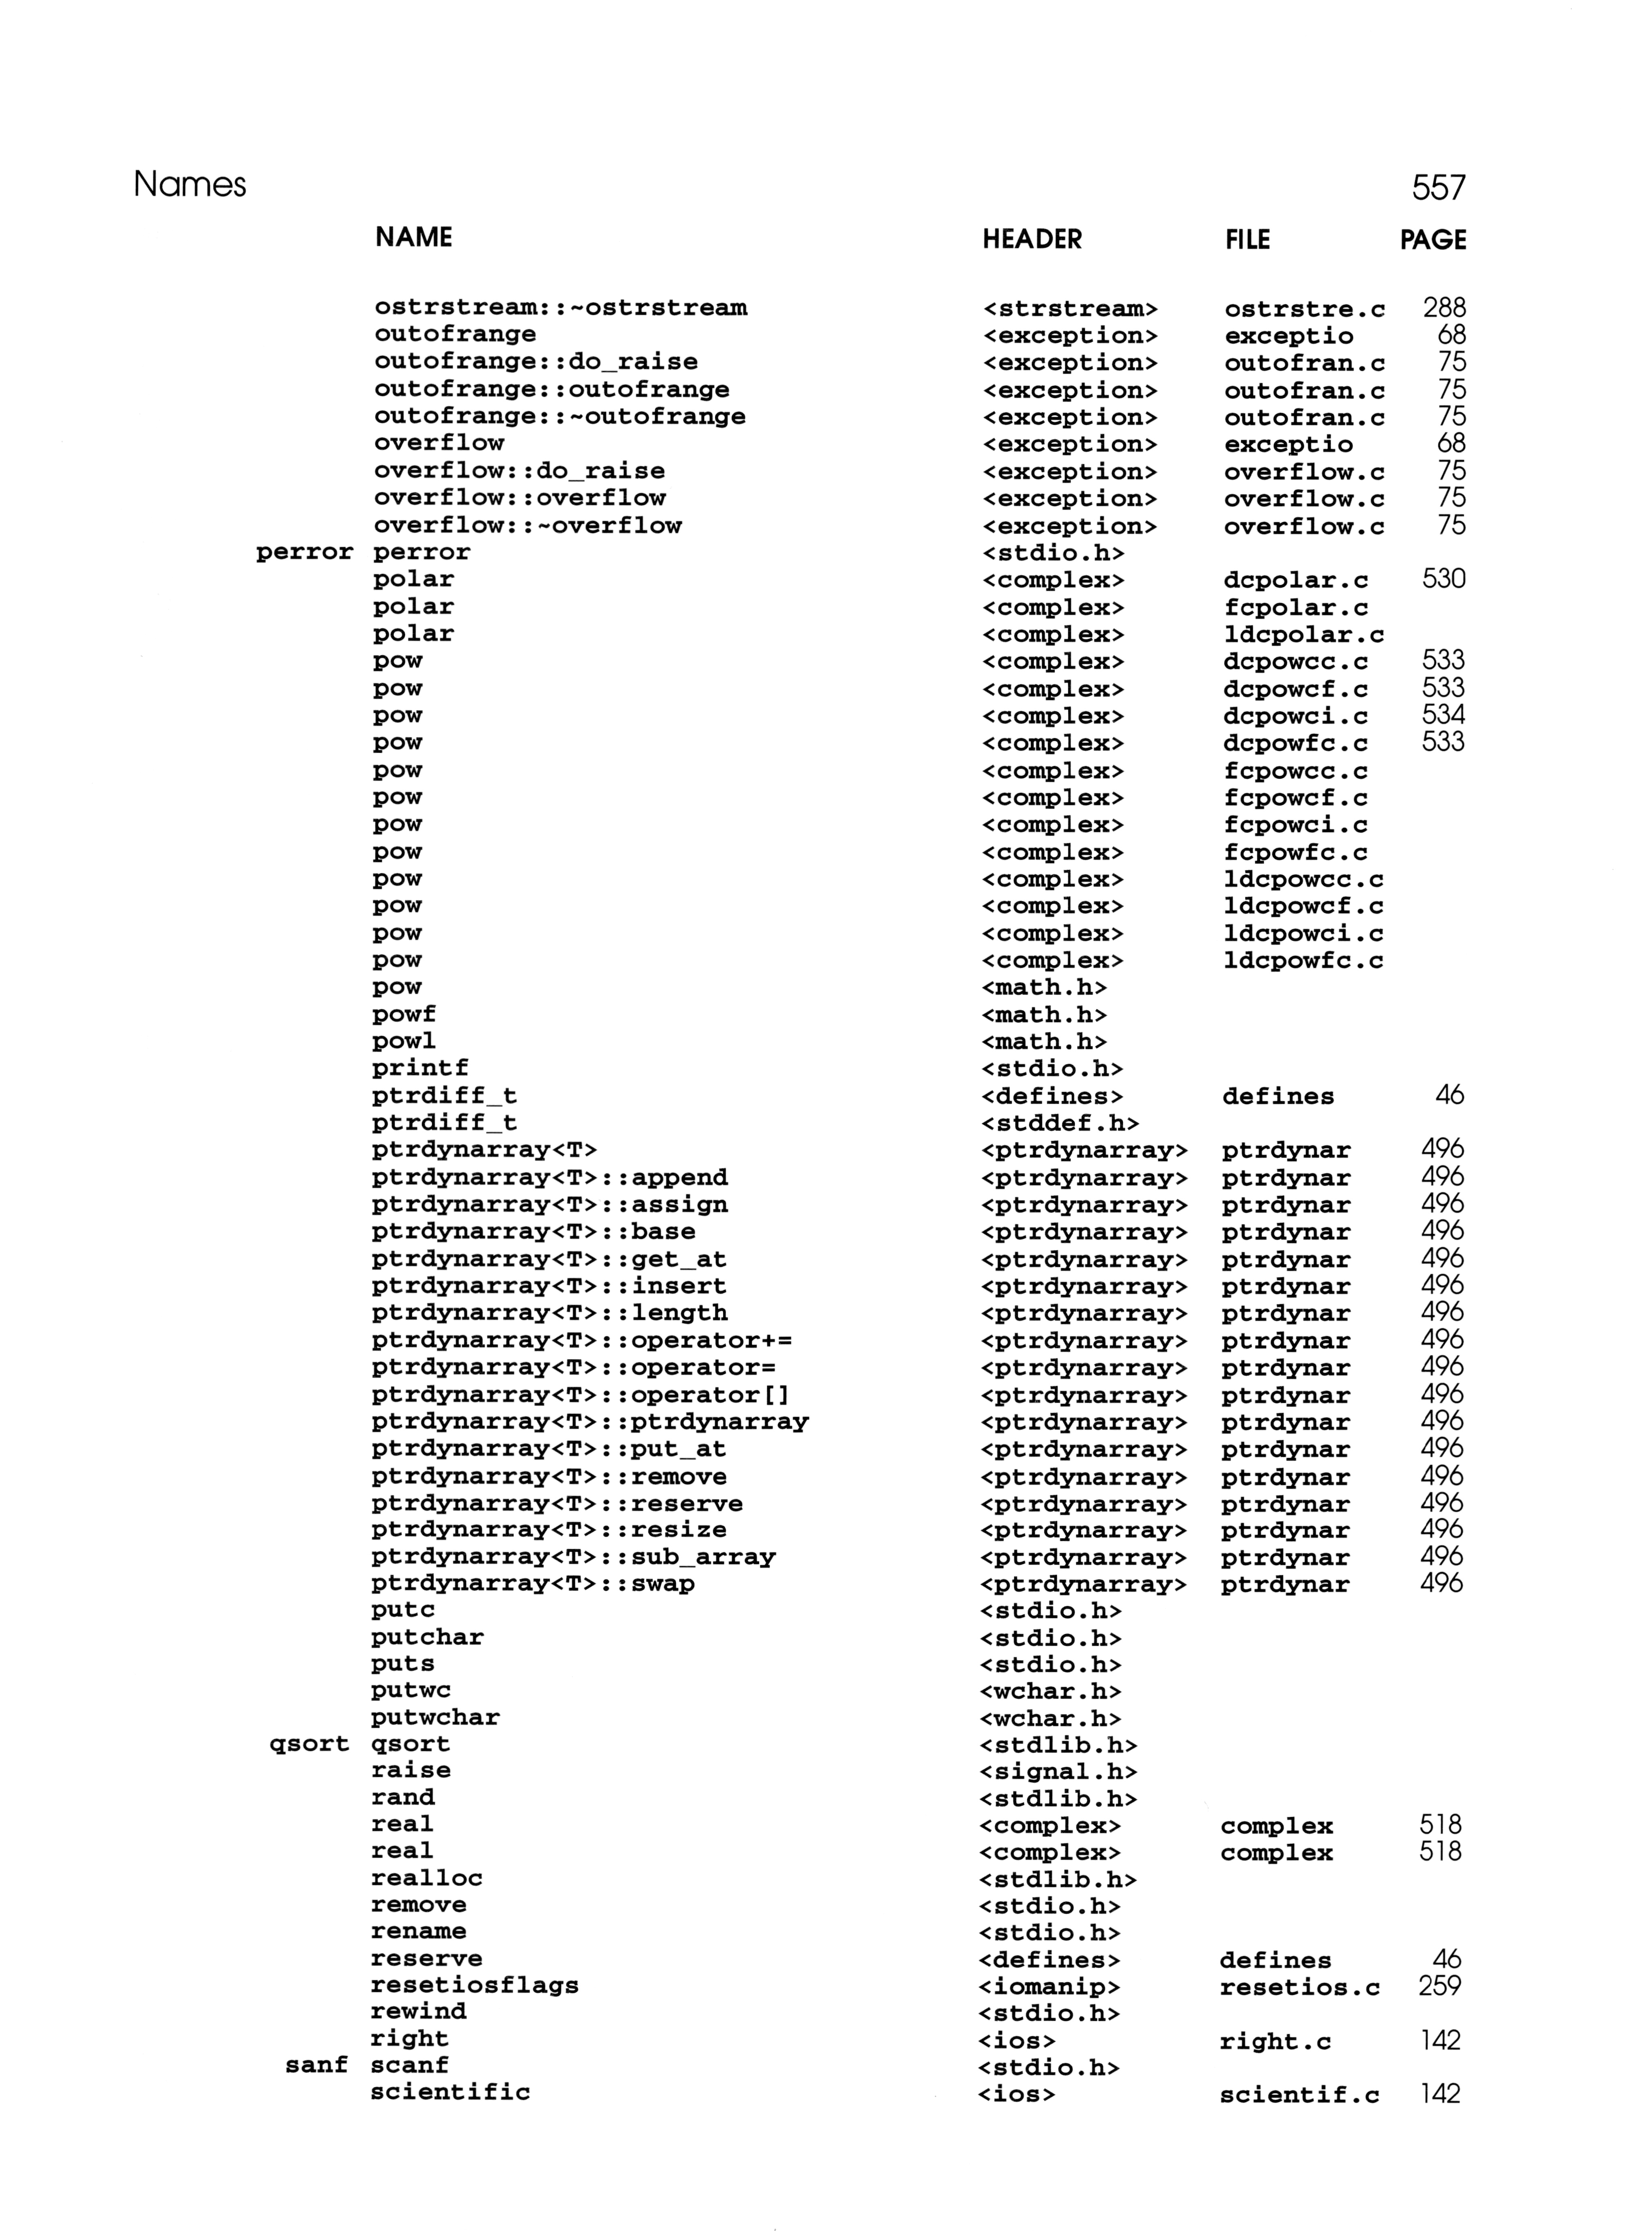 Names 557
NAME HEADER FILE PAGE
ostrstream::~ostrstream <strstream> ostrstre.c 288
outofrange <exception> exceptio 68
outofrange::do_raise <exception> outofran.c 75
outofrange::outofrange <exception> outofran.c 75
outofrange::~outofrange <exception> outofran.c 75
overflow <exception> exceptio 68
overflow::do_raise <exception> overflow.c 75
overflow::overflow <exception> overflow.c 75
overflow::~overflow <exception> overflow.c 75
perror perror <stdio.h>
polar <complex> dcpolar.c 530
polar <complex> fcpolar.c
polar <complex> ldcpolar.c
pow <complex> dcpowcc.c 533
pow <complex> dcpowcf.c 533
pow <complex> dcpowci.c 534
pow <complex> dcpowfc.c 533
pow <complex> fcpowcc.c
pow <complex> fcpowcf.c
pow <complex> fcpowci.c
pow <complex> fcpowfc.c
pow <complex> ldcpowcc.c
pow <complex> ldcpowcf.c
pow <complex> ldcpowci.c
pow <complex> ldcpowfc.c
pow <math.h>
powf <math.h>
powl <math.h>
printf <stdio.h>
ptrdiff_t <defines> defines 46
ptrdiff_t <stddef.h>
ptrdynarray<T> <ptrdynarray> ptrdynar 496
ptrdynarray<T>::append <ptrdynarray> ptrdynar 496
ptrdynarray<T>::assign <ptrdynarray> ptrdynar 496
ptrdynarray<T>::base <ptrdynarray> ptrdynar 496
ptrdynarray<T>::get_at <ptrdynarray> ptrdynar 496
ptrdynarray<T>::insert <ptrdynarray> ptrdynar 496
ptrdynarray<T>::length <ptrdynarray> ptrdynar 496
ptrdynarray<T>::operator+= <ptrdynarray> ptrdynar 496
ptrdynarray<T>::operator= <ptrdynarray> ptrdynar 496
ptrdynarray<T>::operator[] <ptrdynarray> ptrdynar 496
ptrdynarray<T>::ptrdynarray <ptrdynarray> ptrdynar 496
ptrdynarray<T>::put_at <ptrdynarray> ptrdynar 496
ptrdynarray<T>::remove <ptrdynarray> ptrdynar 496
ptrdynarray<T>::reserve <ptrdynarray> ptrdynar 496
ptrdynarray<T>::resize <ptrdynarray> ptrdynar 496
ptrdynarray<T>::sub_array <ptrdynarray> ptrdynar 496
ptrdynarray<T>::swap <ptrdynarray> ptrdynar 496
putc <stdio.h>
putchar <stdio.h>
puts <stdio.h>
putwc <wchar.h>
putwchar <wchar.h>
qsort qsort <stdlib.h>
raise <signal.h>
rand <stdlib.h>
real <complex> complex 518
real <complex> complex 518
realloc <stdlib.h>
remove <stdio.h>
rename <stdio.h>
reserve <defines> defines 46
resetiosflags <iomanip> resetios.c 259
rewind <stdio.h>
right <ios> right.c 142
sanf scanf <stdio.h>
scientific <ios> scientif.c 142